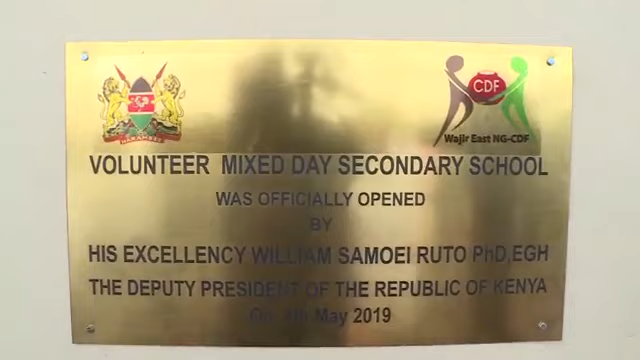 CDF
Wajir East NG-CDF
HARAMBEE
VOLUNTEER MIXED DAY SECONDARY SCHOOL
WAS OFFICIALLY OPENED
BY
HIS EXCELLENCY WILLIAM SAMOEI RUTO PhD,EGH
THE DEPUTY PRESIDENT OF THE REPUBLIC OF KENYA
On May 2019